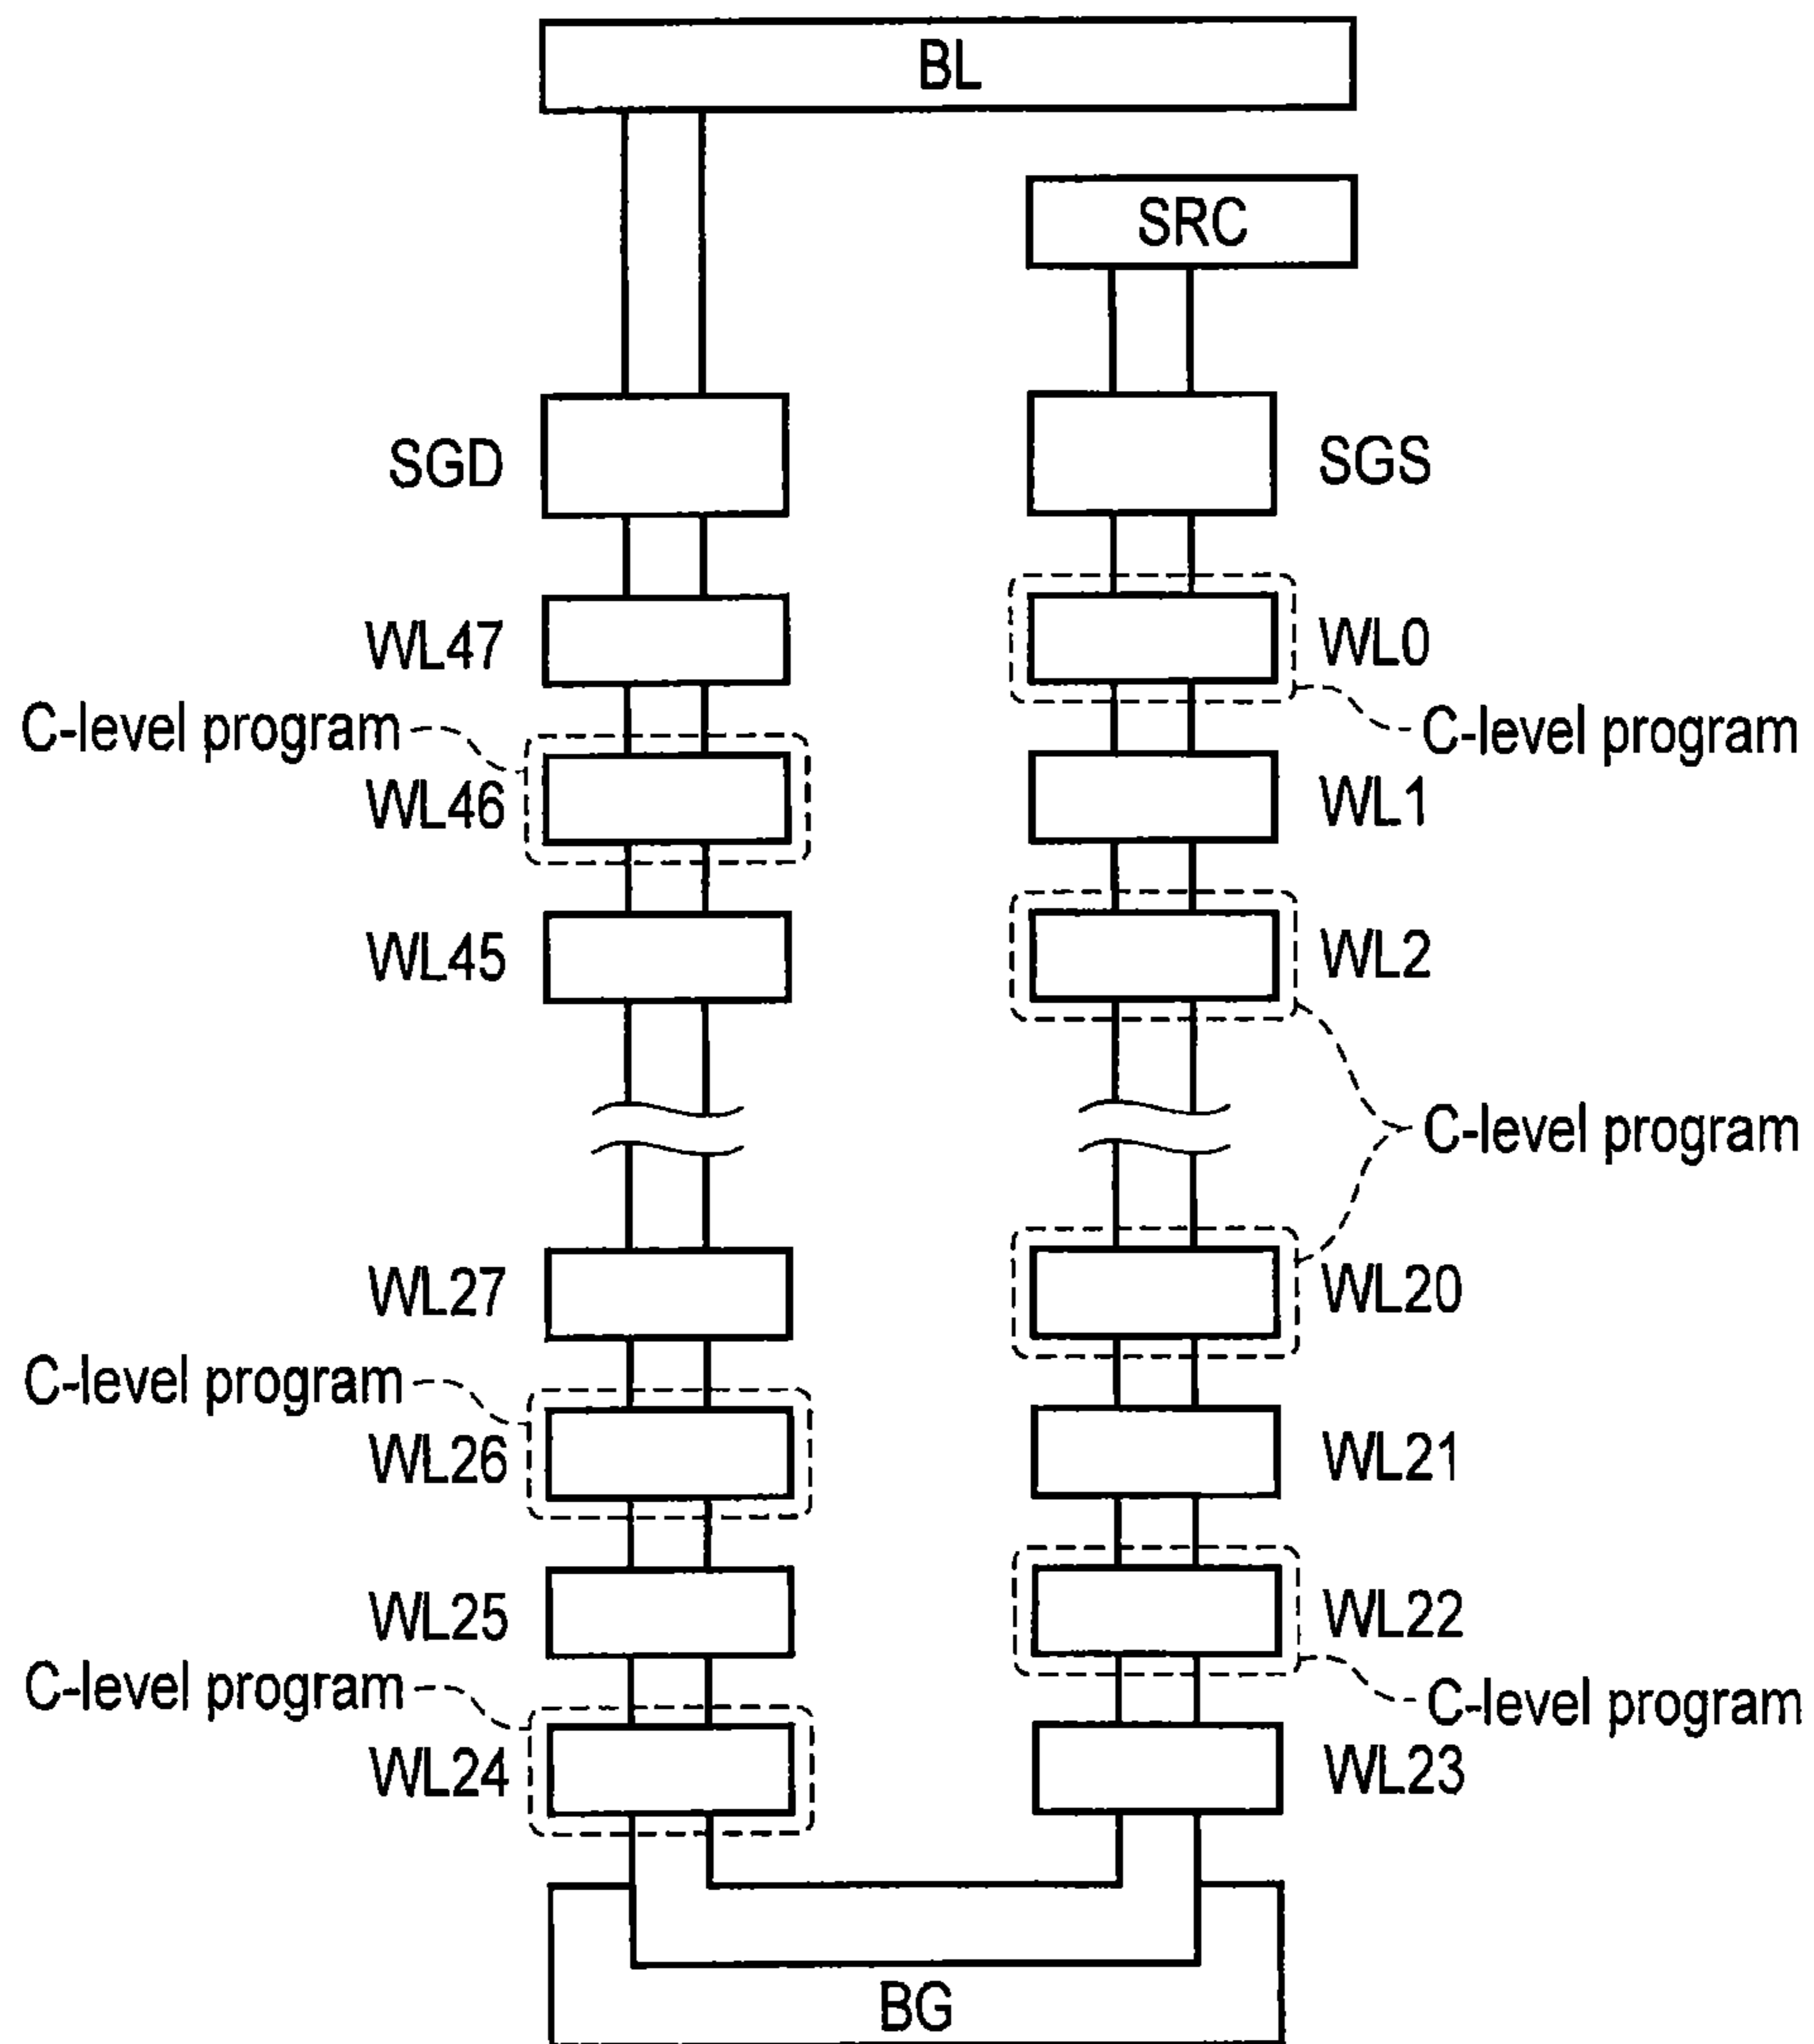 BL
SRC
SGD
SGS
WL47
WL0
C-level program
C-level program
WL46
WL1
WL45
WL2
C-level program
WL27
WL20
C-level program
WL26
WL21
WL25
WL22
C-level program
C-level program
WL24
WL23
BG